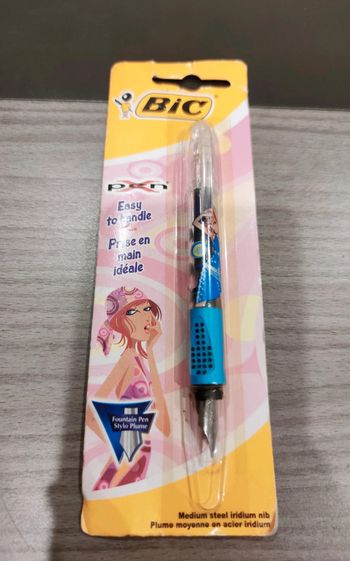 BiC
pen
Easy
to handle
Prise en
main
idéale
Fountain Pen
Stylo Plume
Medium steel iridium nib
Plume moyenne en acier iridium